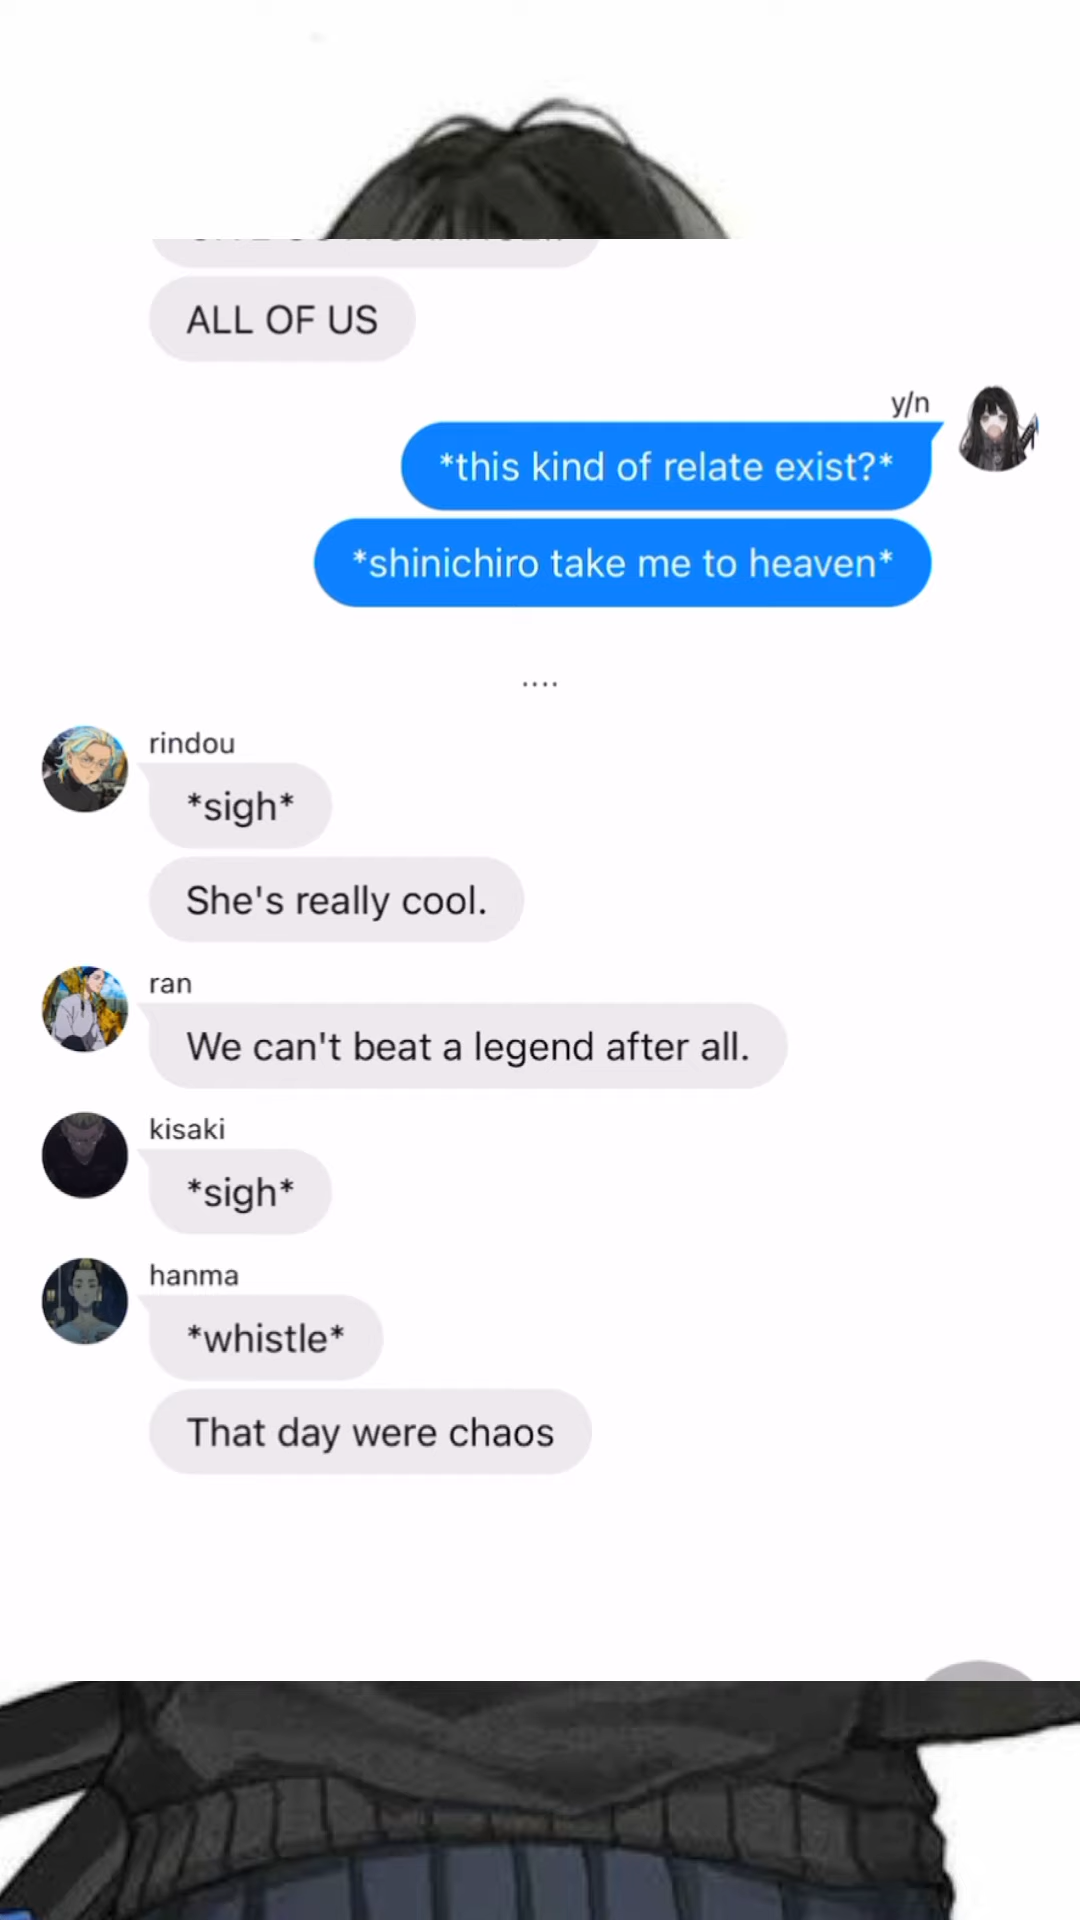 ALL OF US
y/n
*this kind of relate exist?*
*shinichiro take me to heaven*
....
rindou
*sigh*
She's really cool.
ran
We can't beat a legend after all.
kisaki
*sigh*
hanma
*whistle*
That day were chaos